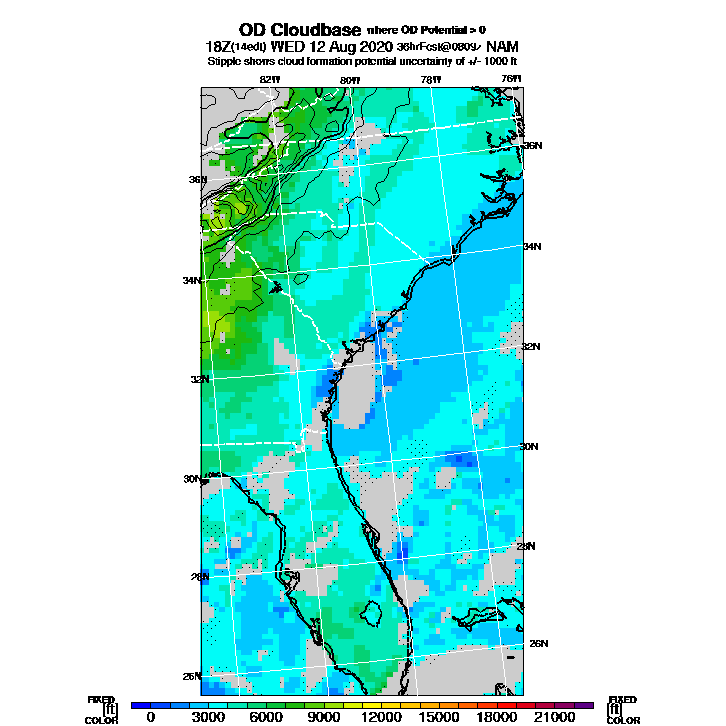 OD Cloudbase where OD Potential > 0
18Z(14edt) WED 12 Aug 2020 36hrFcst@0809z NAM
Stipple shows cloud formation potential uncertainty of +/- 1000 ft
82W 80W 78W 76W
36N
36N
34N
34N
32N
32N
30N
30N
28N
28N
26N
26N
FIXED FIXED
[ft] [ft]
COLOR 0 3000 6000 9000 12000 15000 18000 21000 COLOR